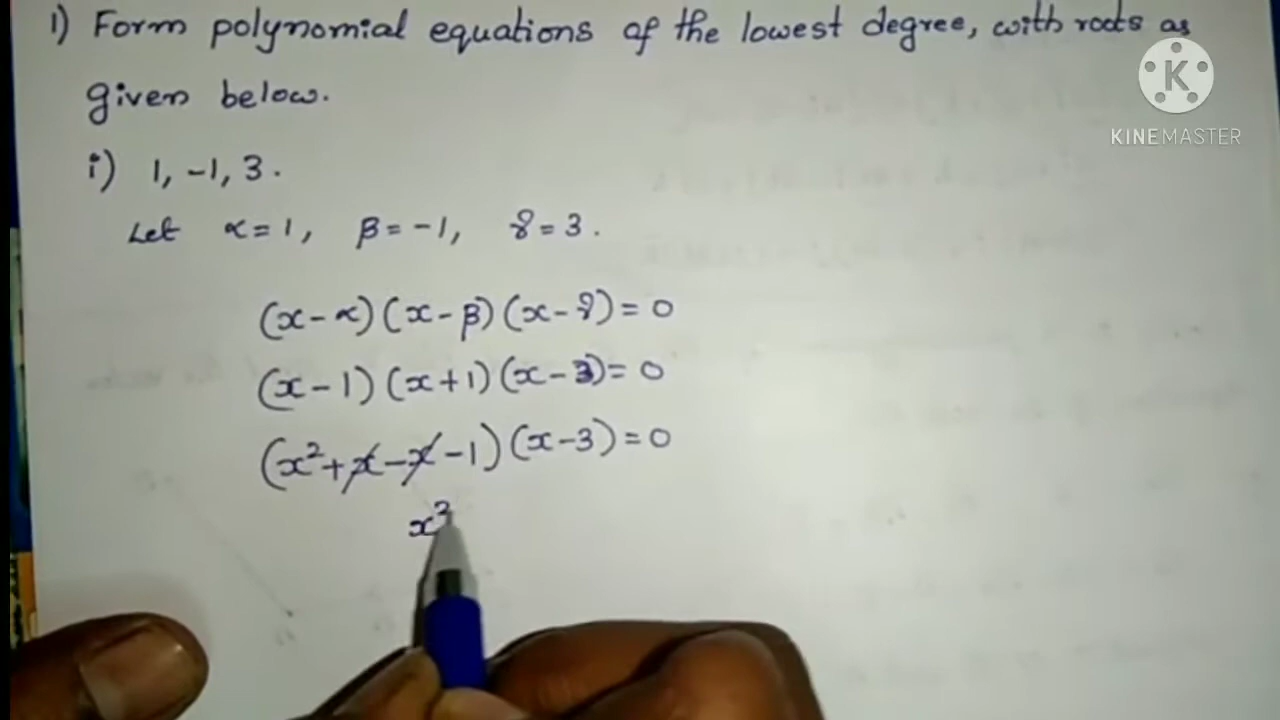 1) Form polynomial equations of the lowest degree, with roots as
given below.
i) 1, -1, 3.
Let α = 1, β = -1, γ = 3.
(x - α) (x - β) (x - γ) = 0
(x - 1) (x + 1) (x - 3) = 0
(x² + x - x - 1) (x - 3) = 0
x³
K
KINEMASTER